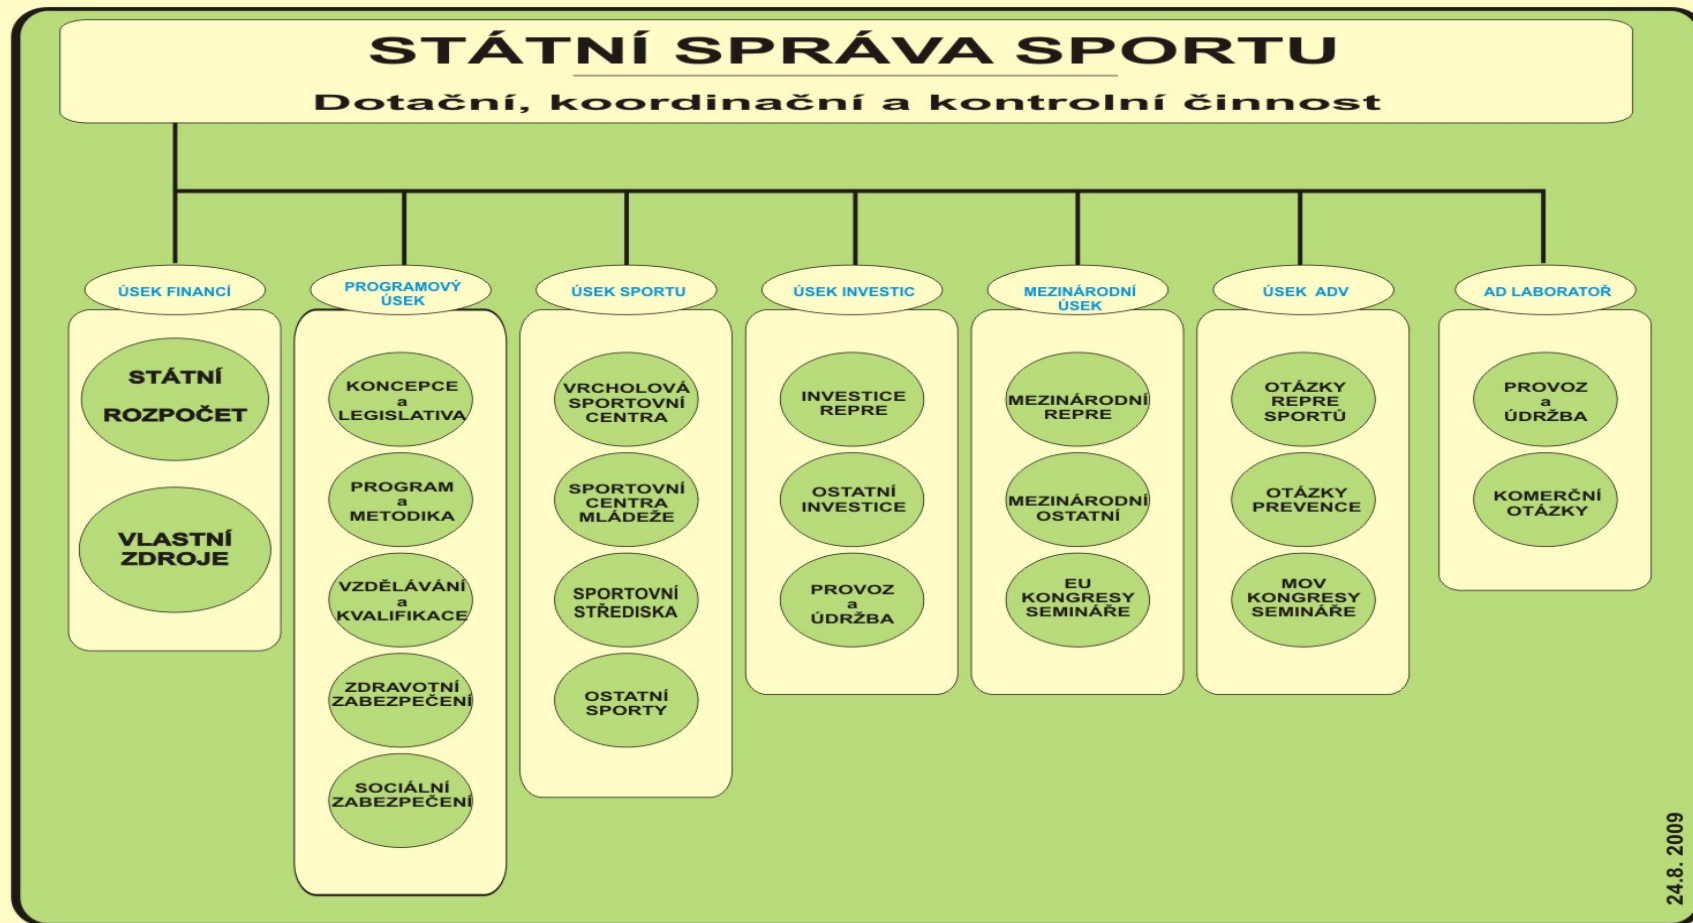 STÁTNÍ SPRÁVA SPORTU
Dotační, koordinační a kontrolní činnost
ÚSEK FINANCÍ
STÁTNÍ
ROZPOČET
VLASTNÍ
ZDROJE
PROGRAMOVÝ
ÚSEK
KONCEPCE
a
LEGISLATIVA
PROGRAM
a
METODIKA
VZDĚLÁVÁNÍ
a
KVALIFIKACE
ZDRAVOTNÍ
ZABEZPEČENÍ
SOCIÁLNÍ
ZABEZPEČENÍ
ÚSEK SPORTU
VRCHOLOVÁ
SPORTOVNÍ
CENTRA
SPORTOVNÍ
CENTRA
MLÁDEŽE
SPORTOVNÍ
STŘEDISKA
OSTATNÍ
SPORTY
ÚSEK INVESTIC
INVESTICE
REPRE
OSTATNÍ
INVESTICE
PROVOZ
a
ÚDRŽBA
MEZINÁRODNÍ
ÚSEK
MEZINÁRODNÍ
REPRE
MEZINÁRODNÍ
OSTATNÍ
EU
KONGRESY
SEMINÁŘE
ÚSEK ADV
OTÁZKY
REPRE
SPORTŮ
OTÁZKY
PREVENCE
MOV
KONGRESY
SEMINÁŘE
AD LABORATOŘ
PROVOZ
a
ÚDRŽBA
KOMERČNÍ
OTÁZKY
24.8. 2009